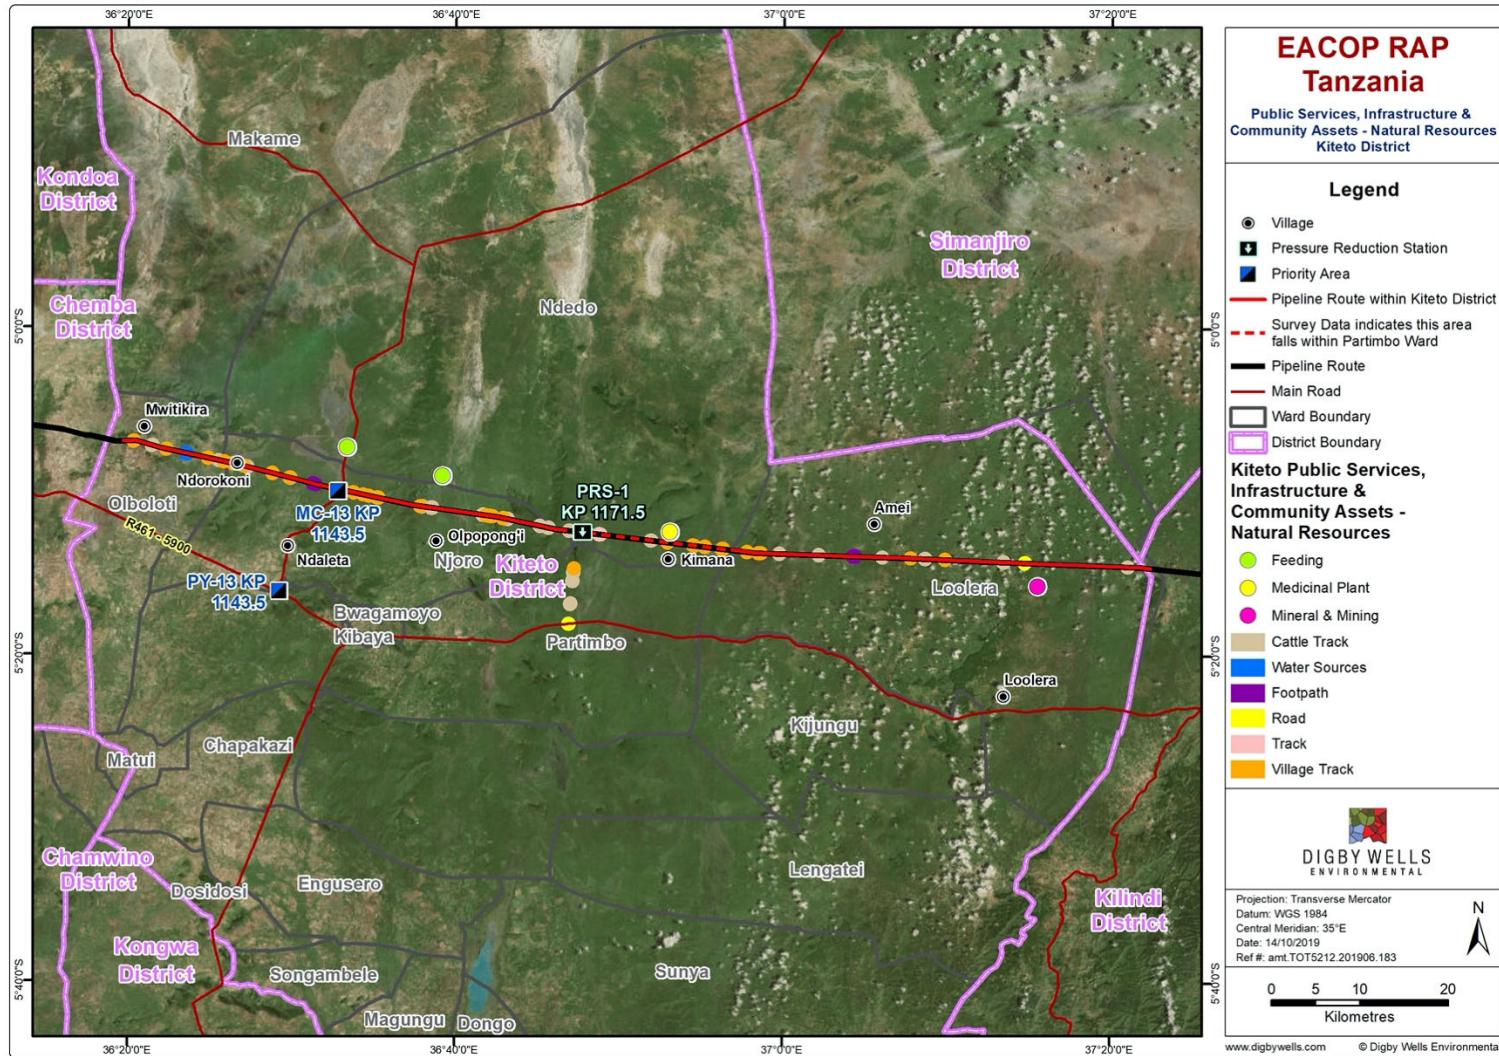 36°20'0"E
36°40'0"E
37°0'0"E
37°20'0"E
EACOP RAP
Tanzania
Public Services, Infrastructure &
Community Assets - Natural Resources
Kiteto District
Legend
Village
Pressure Reduction Station
Priority Area
Pipeline Route within Kiteto District
Survey Data indicates this area
falls within Partimbo Ward
Pipeline Route
Main Road
Ward Boundary
District Boundary
Kiteto Public Services,
Infrastructure &
Community Assets -
Natural Resources
Feeding
Medicinal Plant
Mineral & Mining
Cattle Track
Water Sources
Footpath
Road
Track
Village Track
DIGBY WELLS
ENVIRONMENTAL
Projection: Transverse Mercator
Datum: WGS 1984
Central Meridian: 35°E
Date: 14/10/2019
Ref #: amt.TOT5212.201906.183
N
0 5 10 20
Kilometres
www.digbywells.com
© Digby Wells Environmenta
Makame
Kondoa
District
Simanjiro
District
Chemba
District
Ndedo
5°0'0"S
5°0'0"S
Mwitikira
Ndorokoni
Olboloti
R461 - 5900
MC-13 KP
1143.5
PRS-1
KP 1171.5
Amei
Olpopong'i
Njoro
Ndaleta
Kiteto
District
Kimana
PY-13 KP
1143.5
Loolera
Bwagamoyo
Kibaya
Partimbo
5°20'0"S
5°20'0"S
Loolera
Kijungu
Chapakazi
Matui
Chamwino
District
Dosidosi
Engusero
Lengatei
Kilindi
District
Kongwa
District
Songambele
Sunya
5°40'0"S
5°40'0"S
Magungu
Dongo
36°20'0"E
36°40'0"E
37°0'0"E
37°20'0"E